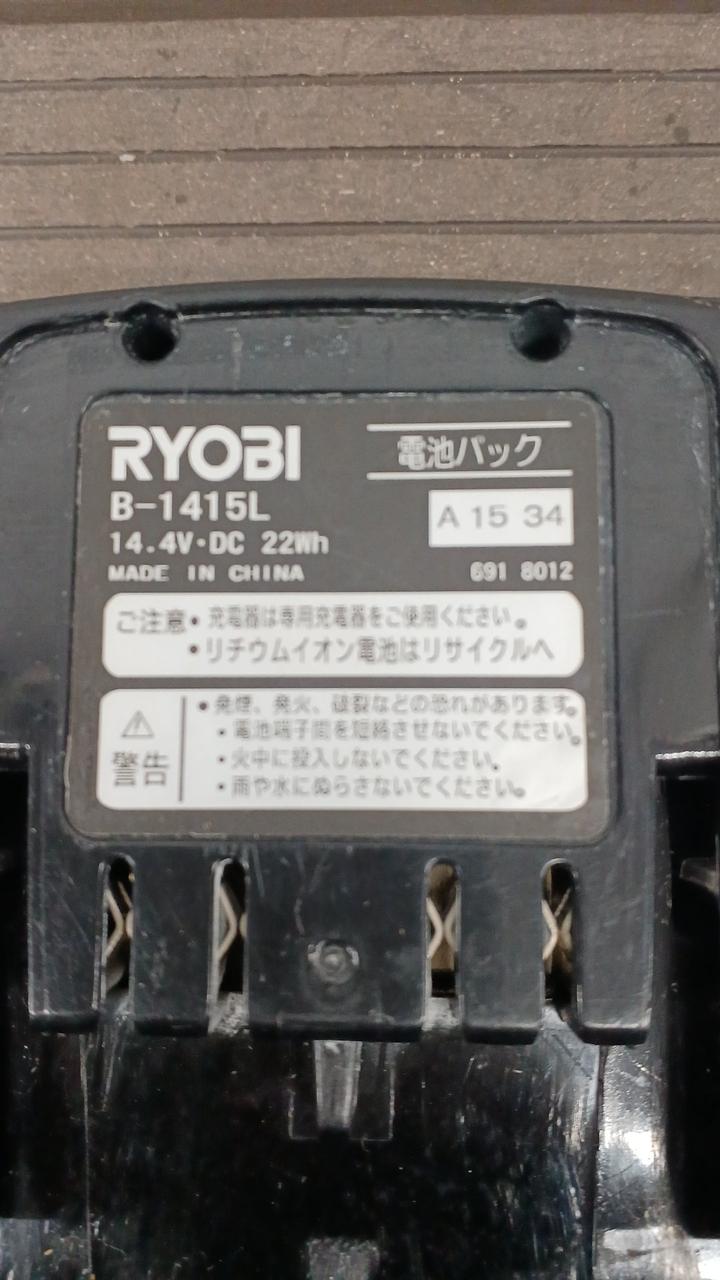 RYOBI
電池パック
B-1415L
A 15 34
14.4V・DC 22Wh
MADE IN CHINA
691 8012
ご注意
・充電器は専用充電器をご使用ください。
・リチウムイオン電池はリサイクルへ
⚠
警告
・発煙、発火、破裂などの恐れがあります。
・電池端子間を短絡させないでください。
・火中に投入しないでください。
・雨や水にぬらさないでください。